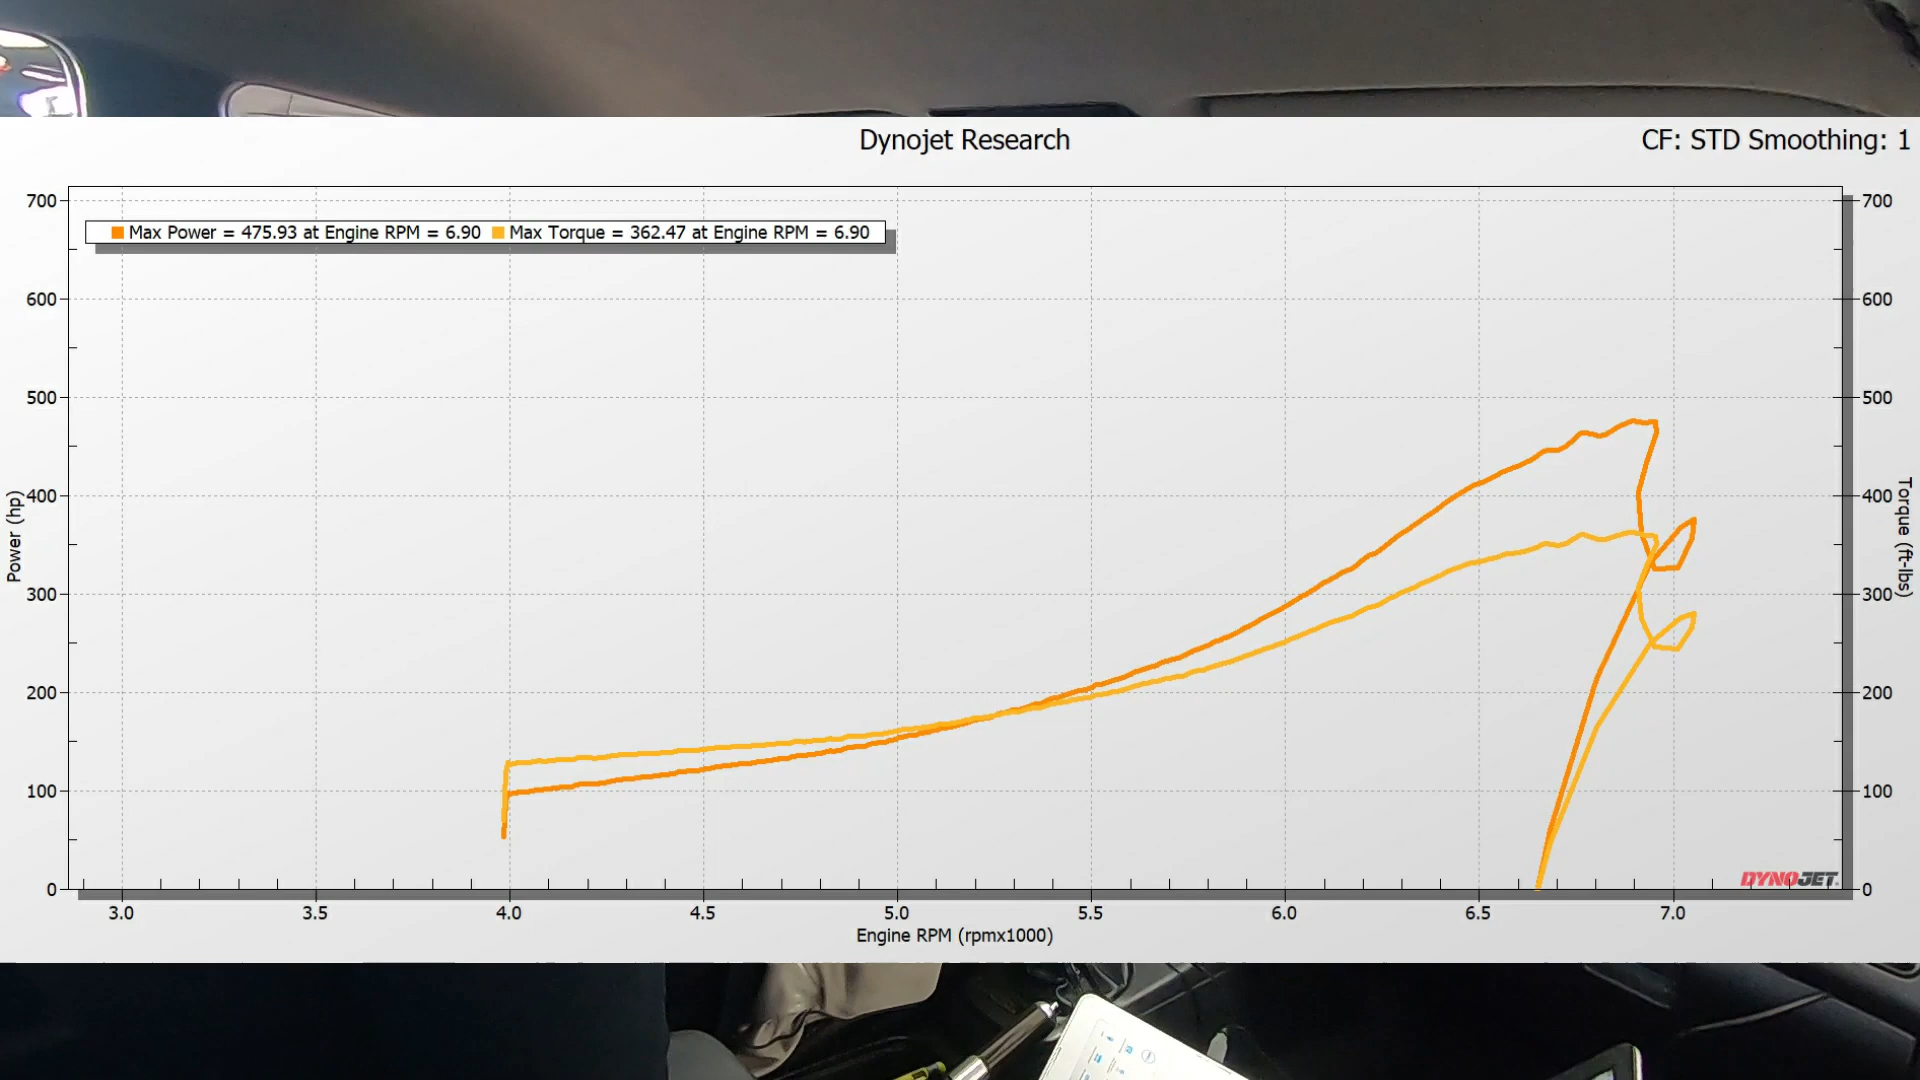 Dynojet Research
CF: STD Smoothing: 1
Max Power = 475.93 at Engine RPM = 6.90 Max Torque = 362.47 at Engine RPM = 6.90
700
600
500
400
300
200
100
0
Power (hp)
700
600
500
400
300
200
100
0
Torque (ft-lbs)
DYNOJET
3.0 3.5 4.0 4.5 5.0 5.5 6.0 6.5 7.0
Engine RPM (rpmx1000)